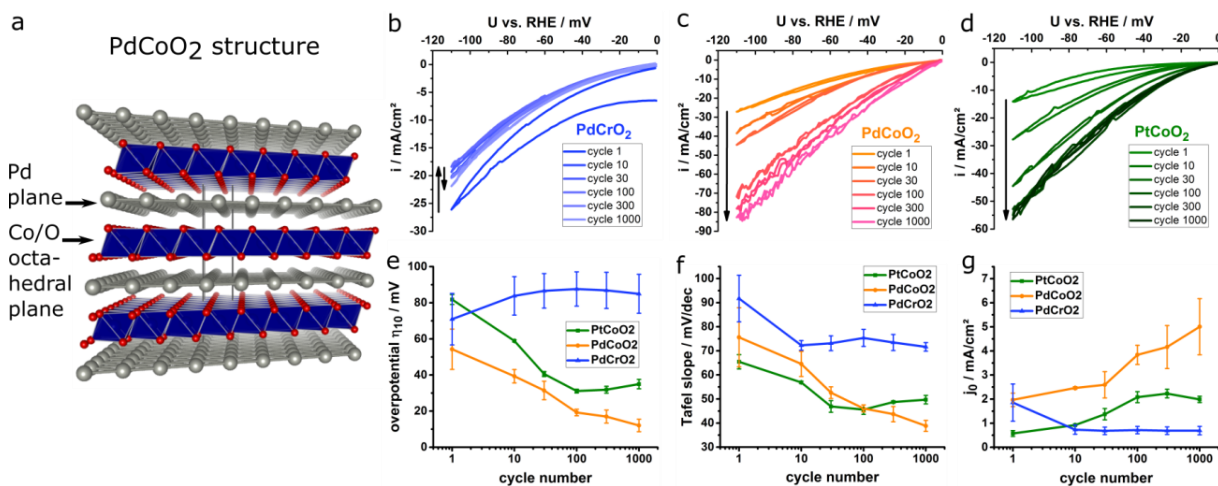 a
PdCoO2 structure
Pd
plane
Co/O
octa-
hedral
plane
b
U vs. RHE / mV
-120 -100 -80 -60 -40 -20 0
0
-5
-10
-15
-20
-25
-30
i / mA/cm²
PdCrO2
cycle 1
cycle 10
cycle 30
cycle 100
cycle 300
cycle 1000
c
U vs. RHE / mV
-120 -100 -80 -60 -40 -20 0
0
-10
-20
-30
-40
-50
-60
-70
-80
-90
i / mA/cm²
PdCoO2
cycle 1
cycle 10
cycle 30
cycle 100
cycle 300
cycle 1000
d
U vs. RHE / mV
-120 -100 -80 -60 -40 -20 0
0
-10
-20
-30
-40
-50
-60
i / mA/cm²
PtCoO2
cycle 1
cycle 10
cycle 30
cycle 100
cycle 300
cycle 1000
e
100
80
60
40
20
0
overpotential η10 / mV
PtCoO2
PdCoO2
PdCrO2
1 10 100 1000
cycle number
f
110
100
90
80
70
60
50
40
30
Tafel slope / mV/dec
PtCoO2
PdCoO2
PdCrO2
1 10 100 1000
cycle number
g
7
6
5
4
3
2
1
0
j0 / mA/cm²
PtCoO2
PdCoO2
PdCrO2
1 10 100 1000
cycle number